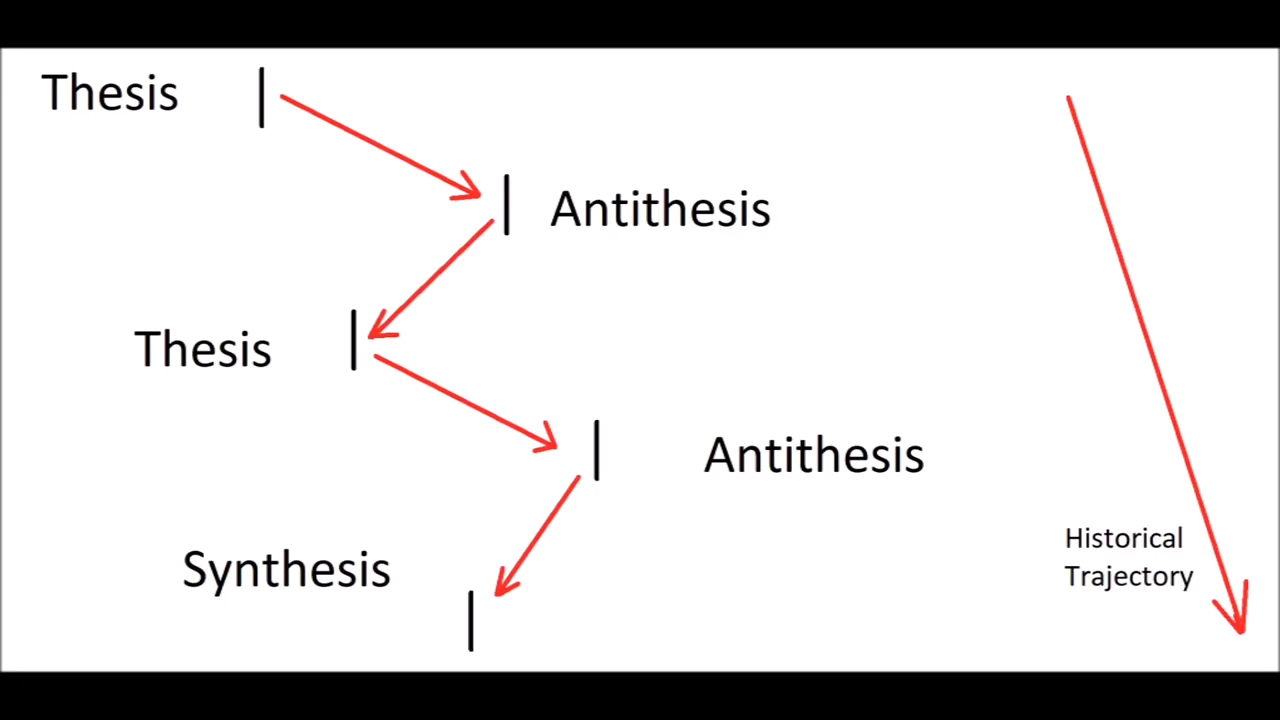 Thesis
Antithesis
Thesis
Antithesis
Synthesis
Historical
Trajectory